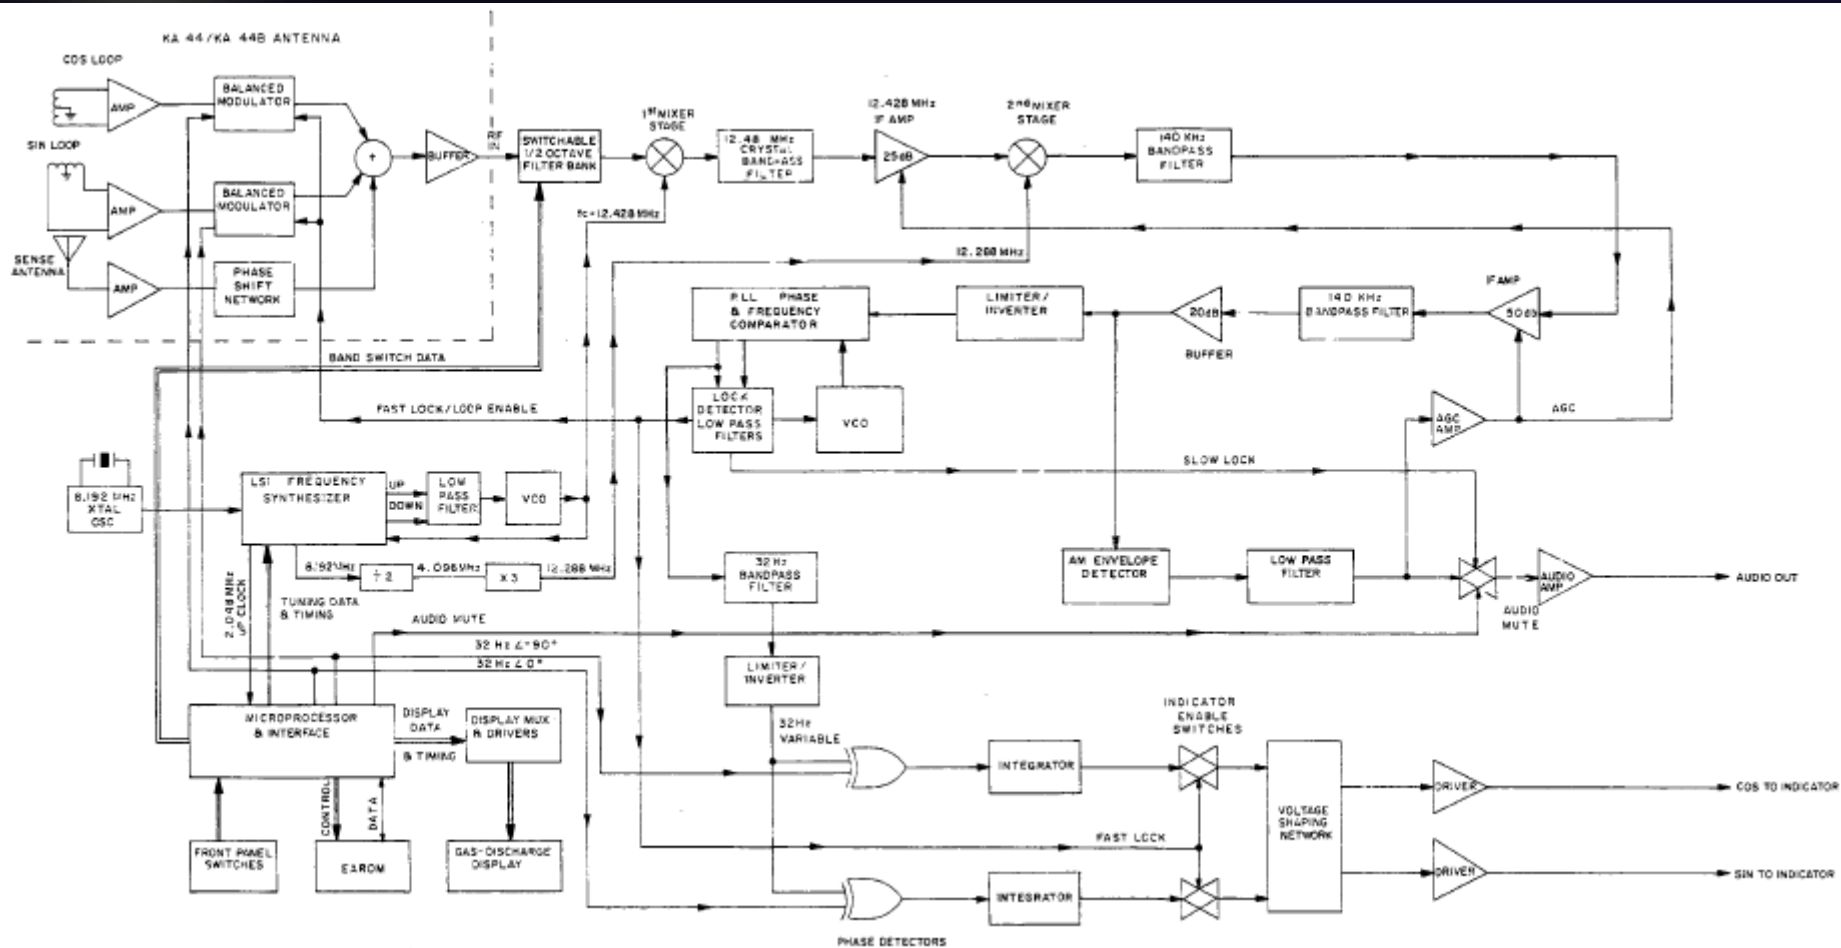 KA 44/KA 44B ANTENNA
COS LOOP
AMP
BALANCED
MODULATOR
SIN LOOP
AMP
BALANCED
MODULATOR
SENSE
ANTENNA
AMP
PHASE
SHIFT
NETWORK
+
BUFFER
RF
IN
SWITCHABLE
1/2 OCTAVE
FILTER BANK
1st MIXER
STAGE
fc=12.428 MHz
12.48 MHz
CRYSTAL
BANDPASS
FILTER
12.428 MHz
IF AMP
25dB
2nd MIXER
STAGE
12.288 MHz
140 KHz
BANDPASS
FILTER
IF AMP
50dB
140 KHz
BANDPASS FILTER
20dB
BUFFER
LIMITER/
INVERTER
PLL PHASE
& FREQUENCY
COMPARATOR
BAND SWITCH DATA
FAST LOCK/LOOP ENABLE
LOCK
DETECTOR
LOW PASS
FILTERS
VCO
AGC
AMP
AGC
SLOW LOCK
8.192 MHz
XTAL
OSC
LSI FREQUENCY
SYNTHESIZER
UP
DOWN
LOW
PASS
FILTER
VCO
8.192MHz
÷2
4.096MHz
X 3
12.288 MHz
2.048 MHz
µP CLOCK
TUNING DATA
& TIMING
AUDIO MUTE
32 Hz ∠-90°
32 Hz ∠0°
32 Hz
BANDPASS
FILTER
AM ENVELOPE
DETECTOR
LOW PASS
FILTER
AUDIO
AMP
AUDIO OUT
AUDIO
MUTE
LIMITER/
INVERTER
32 Hz
VARIABLE
MICROPROCESSOR
& INTERFACE
DISPLAY
DATA
& TIMING
DISPLAY MUX
& DRIVERS
CONTROL
DATA
FRONT PANEL
SWITCHES
EAROM
GAS-DISCHARGE
DISPLAY
INTEGRATOR
INDICATOR
ENABLE
SWITCHES
FAST LOCK
VOLTAGE
SHAPING
NETWORK
DRIVER
COS TO INDICATOR
DRIVER
SIN TO INDICATOR
INTEGRATOR
PHASE DETECTORS